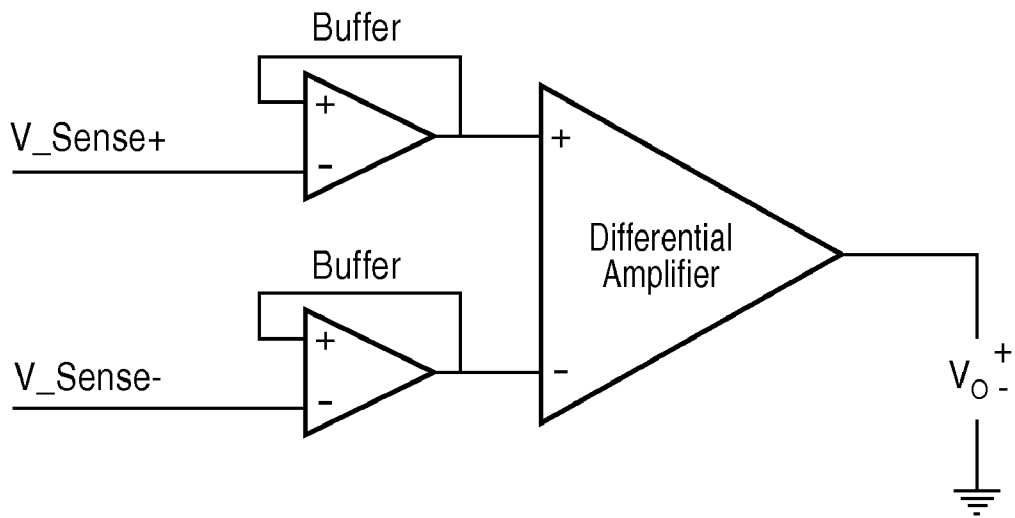 Buffer
V_Sense+
+
-
+
Differential
Amplifier
Buffer
V_Sense-
+
-
-
VO
+
-